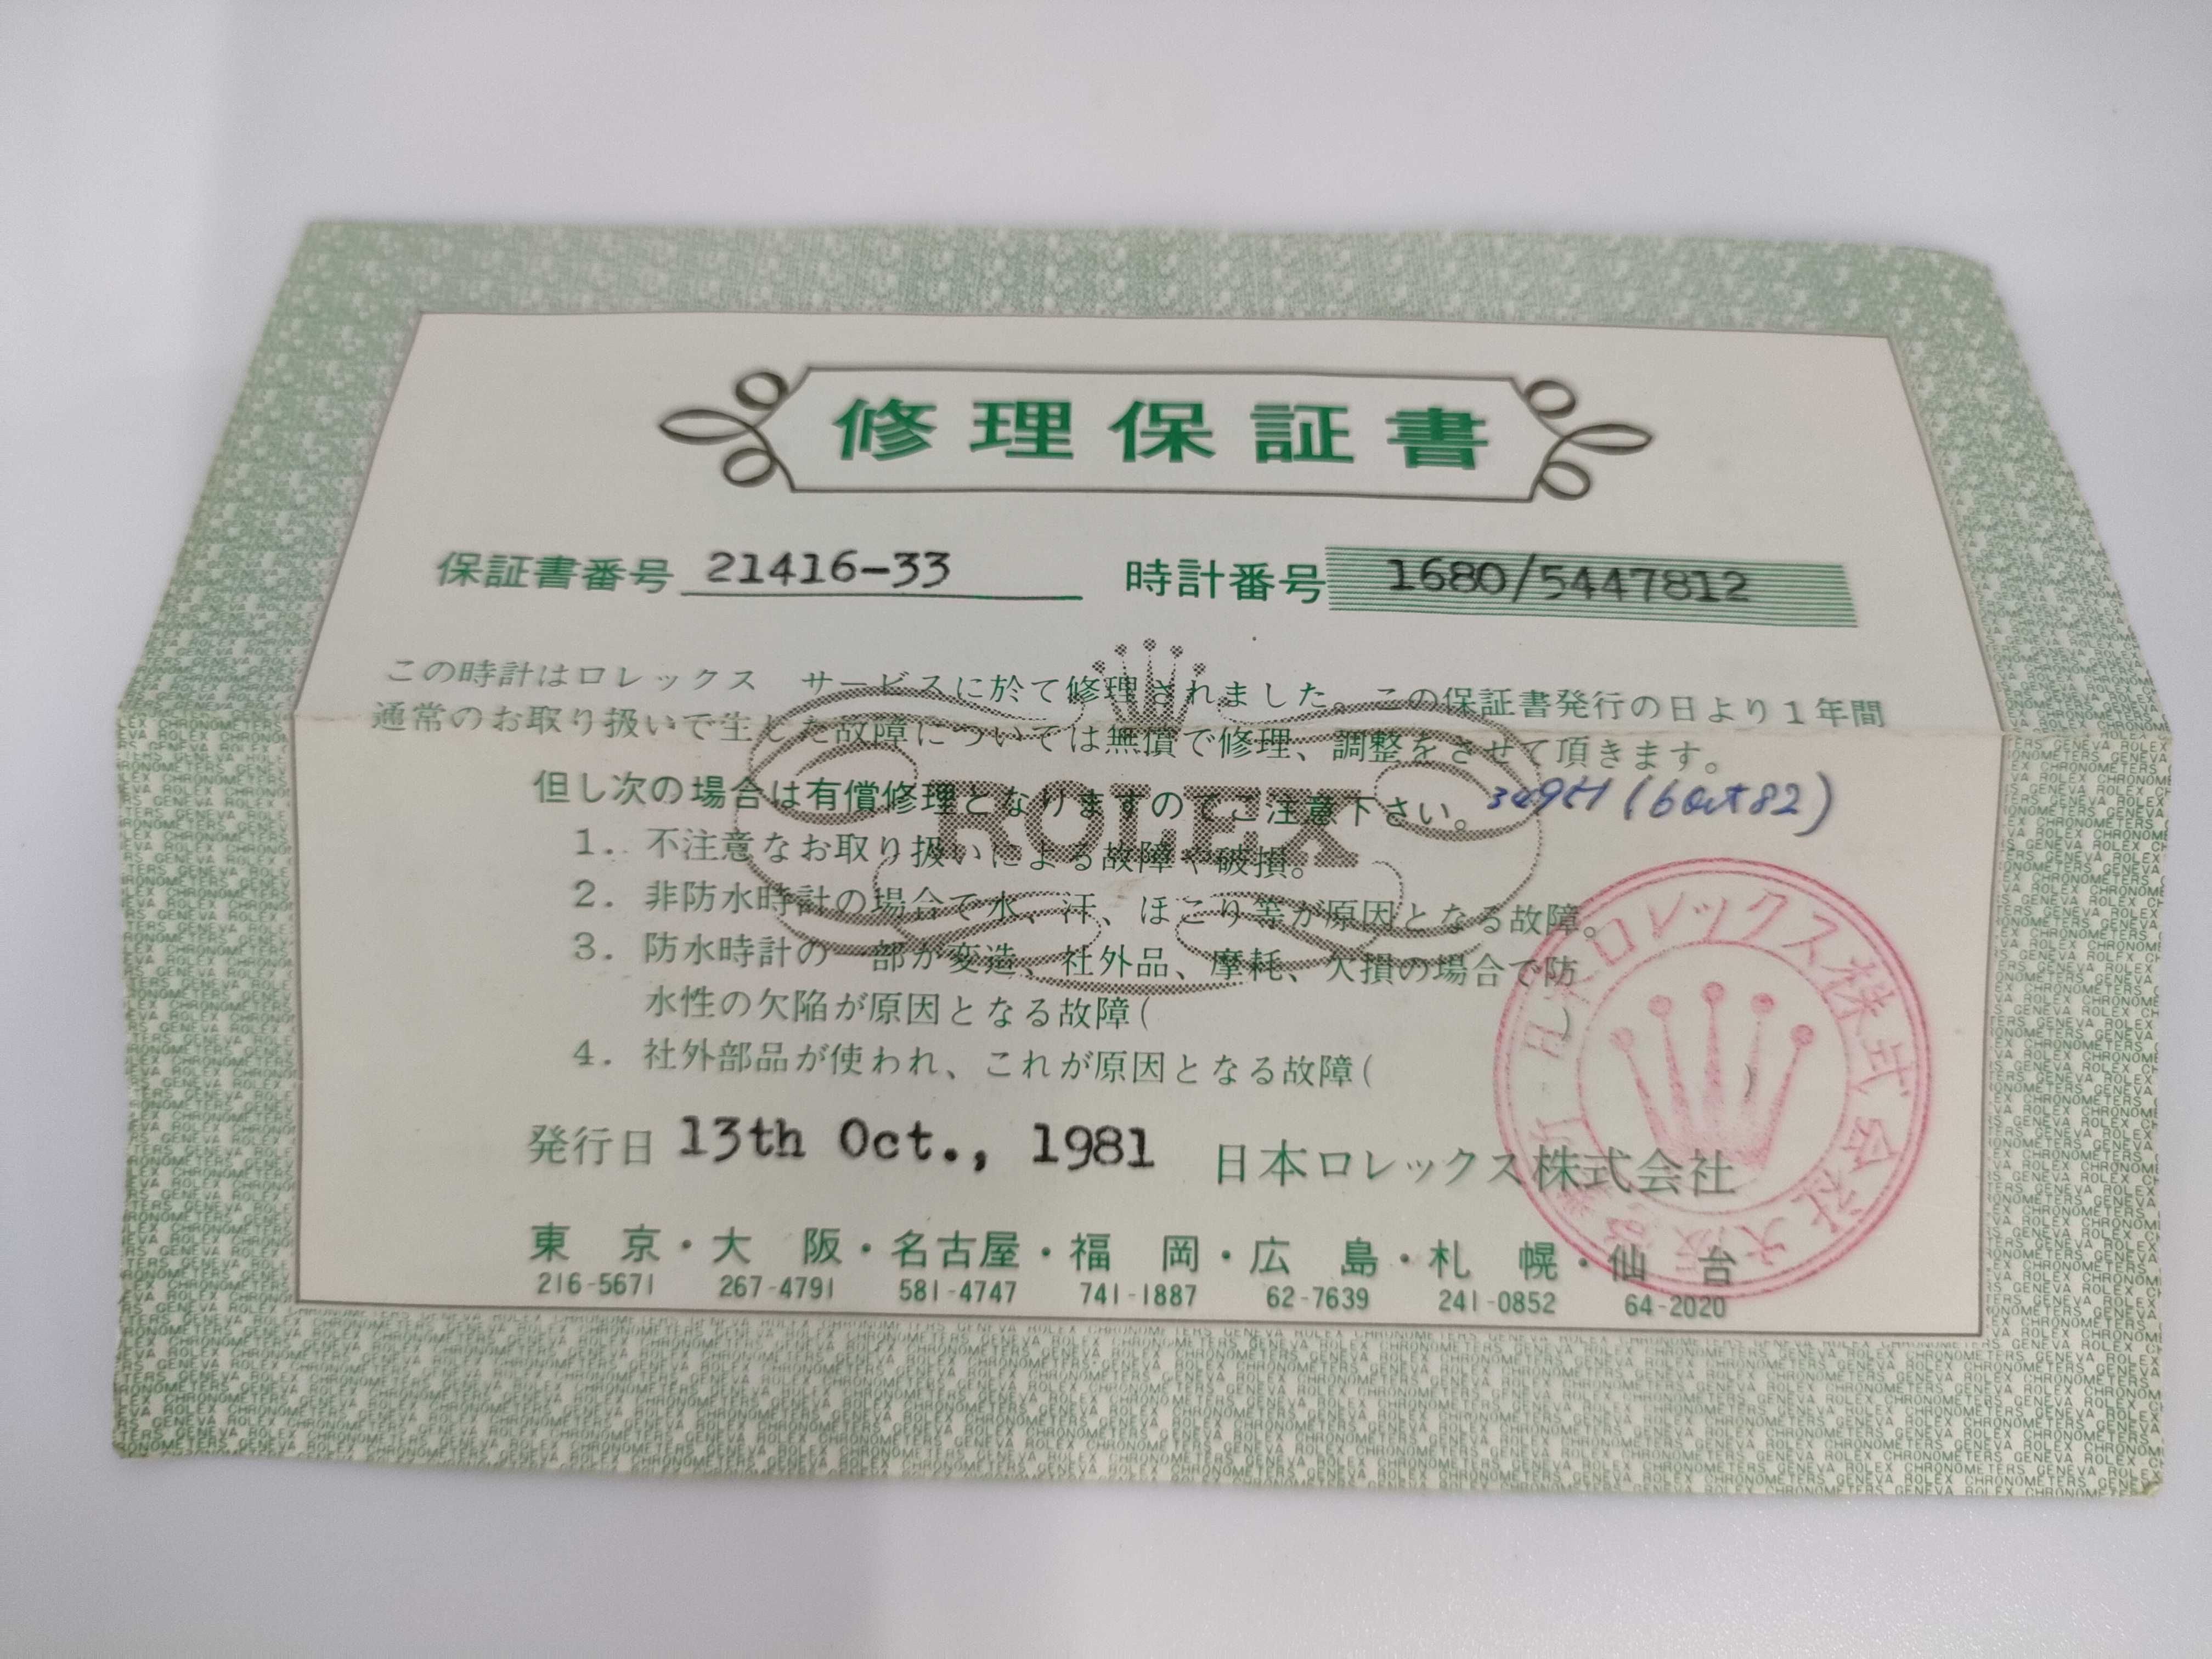 修理保証書
保証書番号 21416-33 時計番号 1680/5447812
この時計はロレックス サービスに於て修理されました。この保証書発行の日より1年間
通常のお取り扱いで生じた故障については無償で修理、調整をさせて頂きます。
ROLEX
但し次の場合は有償修理となりますのでご注意下さい。 (6 Oct 82)
1. 不注意なお取り扱いによる故障や破損。
2. 非防水時計の場合で水、汗、ほこり等が原因となる故障。
3. 防水時計の一部が変造、社外品、摩耗、欠損の場合で防
水性の欠陥が原因となる故障(
4. 社外部品が使われ、これが原因となる故障( )
発行日 13th Oct., 1981 日本ロレックス株式会社
日本ロレックス株式会社大阪
東京・大阪・名古屋・福岡・広島・札幌・仙台
216-5671 267-4791 581-4747 741-1887 62-7639 241-0852 64-2020
ROLEX CHRONOMETERS GENEVA